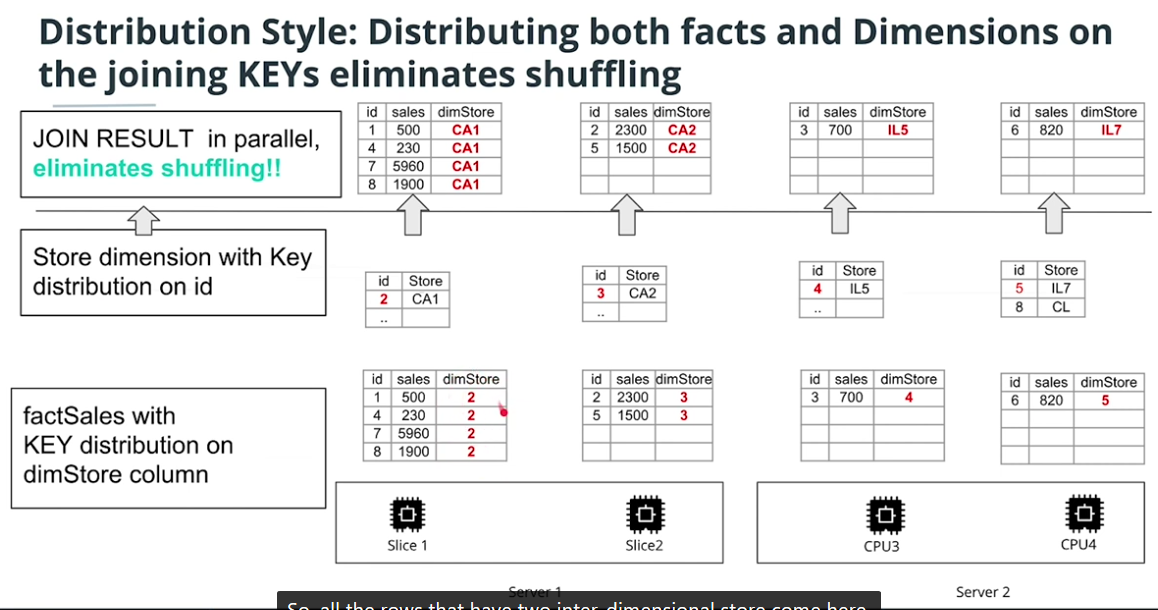 Distribution Style: Distributing both facts and Dimensions on
the joining KEYs eliminates shuffling
JOIN RESULT in parallel,
eliminates shuffling!!
id sales dimStore
1 500 CA1
4 230 CA1
7 5960 CA1
8 1900 CA1
id sales dimStore
2 2300 CA2
5 1500 CA2
id sales dimStore
3 700 IL5
id sales dimStore
6 820 IL7
Store dimension with Key
distribution on id
id Store
2 CA1
..
id Store
3 CA2
..
id Store
4 IL5
..
id Store
5 IL7
8 CL
factSales with
KEY distribution on
dimStore column
id sales dimStore
1 500 2
4 230 2
7 5960 2
8 1900 2
id sales dimStore
2 2300 3
5 1500 3
id sales dimStore
3 700 4
id sales dimStore
6 820 5
Slice 1
Slice2
CPU3
CPU4
Server 1
Server 2
So, all the rows that have two inter-dimensional store come here